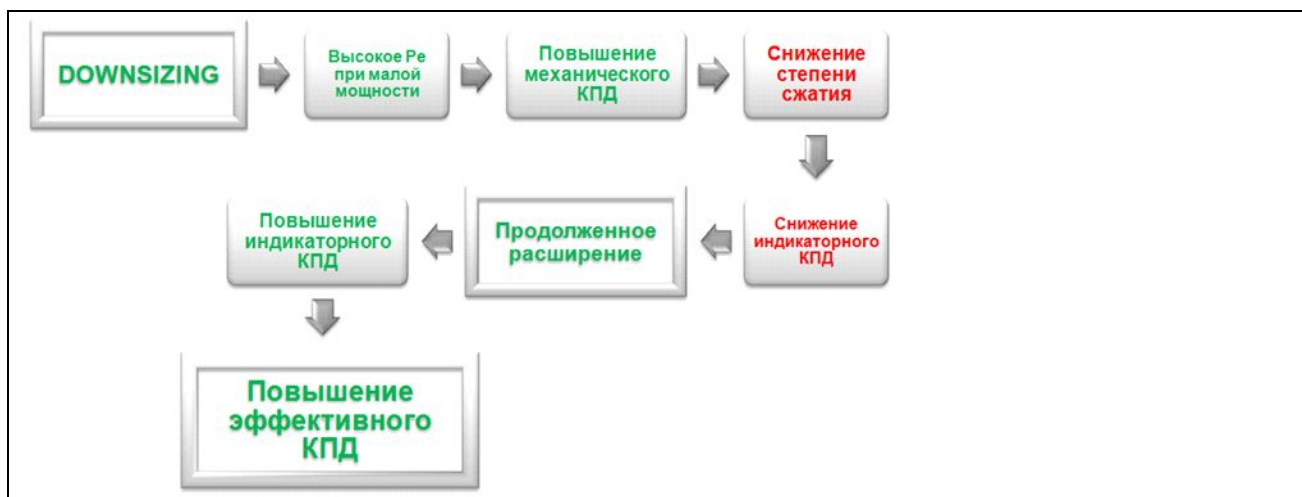 DOWNSIZING
Высокое Ре
при малой
мощности
Повышение
механического
КПД
Снижение
степени
сжатия
Снижение
индикаторного
КПД
Продолженное
расширение
Повышение
индикаторного
КПД
Повышение
эффективного
КПД